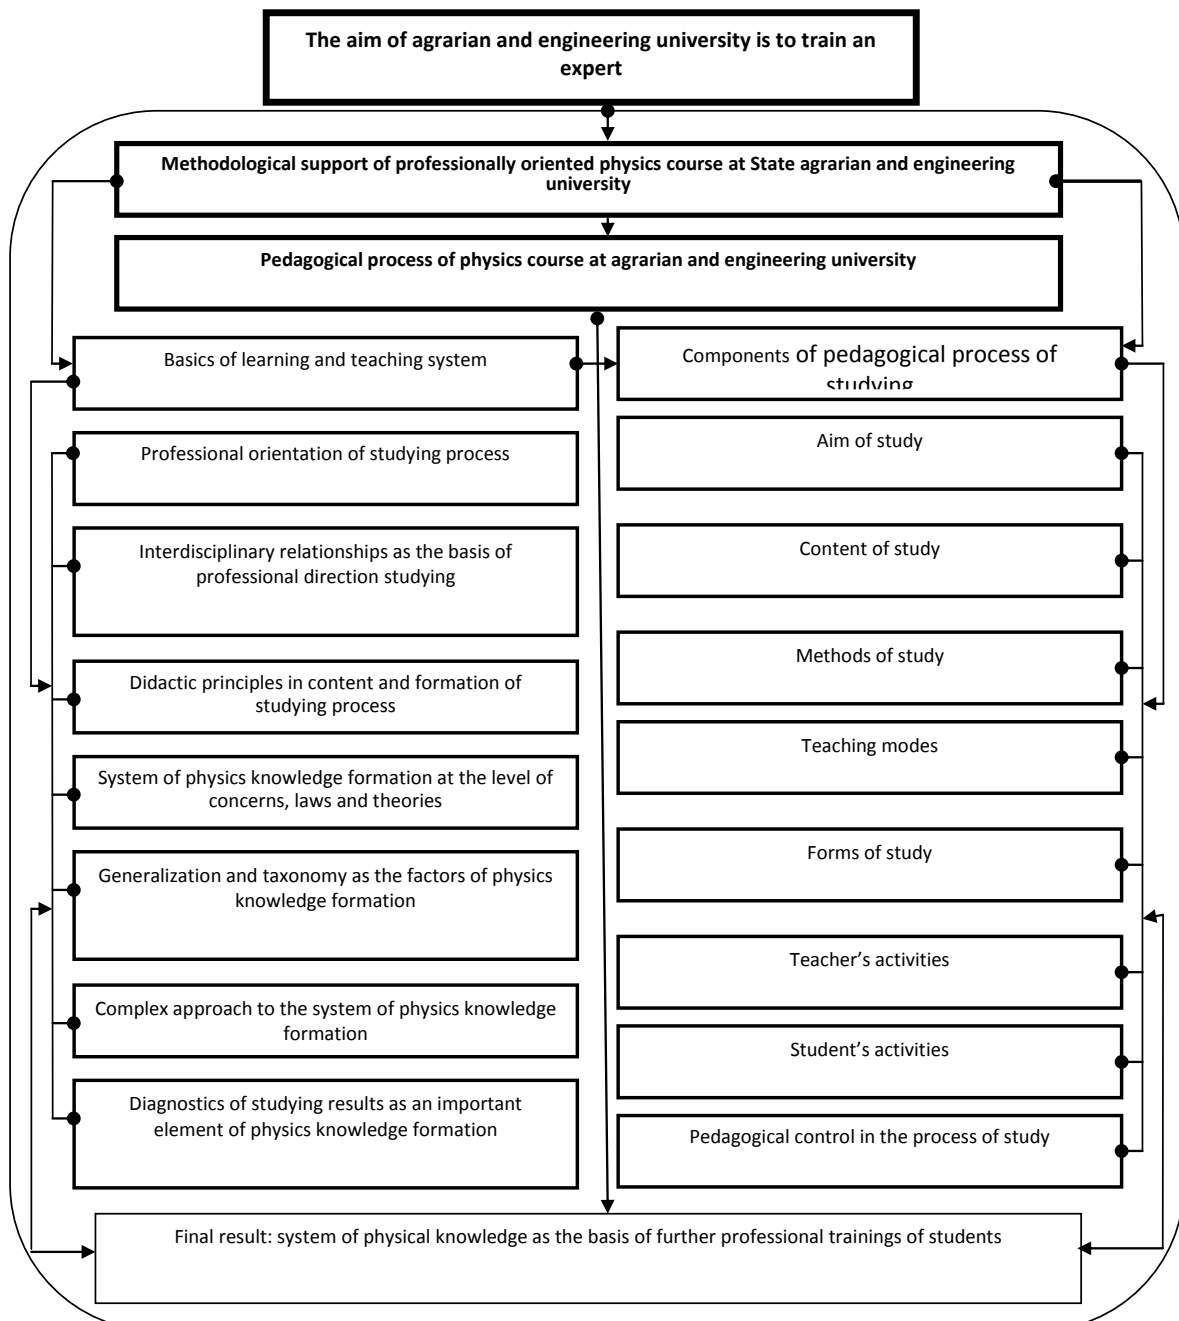 The aim of agrarian and engineering university is to train an
expert
Methodological support of professionally oriented physics course at State agrarian and engineering
university
Pedagogical process of physics course at agrarian and engineering university
Basics of learning and teaching system
Components of pedagogical process of
studying
Professional orientation of studying process
Aim of study
Interdisciplinary relationships as the basis of
professional direction studying
Content of study
Didactic principles in content and formation of
studying process
Methods of study
System of physics knowledge formation at the level of
concerns, laws and theories
Teaching modes
Generalization and taxonomy as the factors of physics
knowledge formation
Forms of study
Complex approach to the system of physics knowledge
formation
Teacher’s activities
Student’s activities
Diagnostics of studying results as an important
element of physics knowledge formation
Pedagogical control in the process of study
Final result: system of physical knowledge as the basis of further professional trainings of students